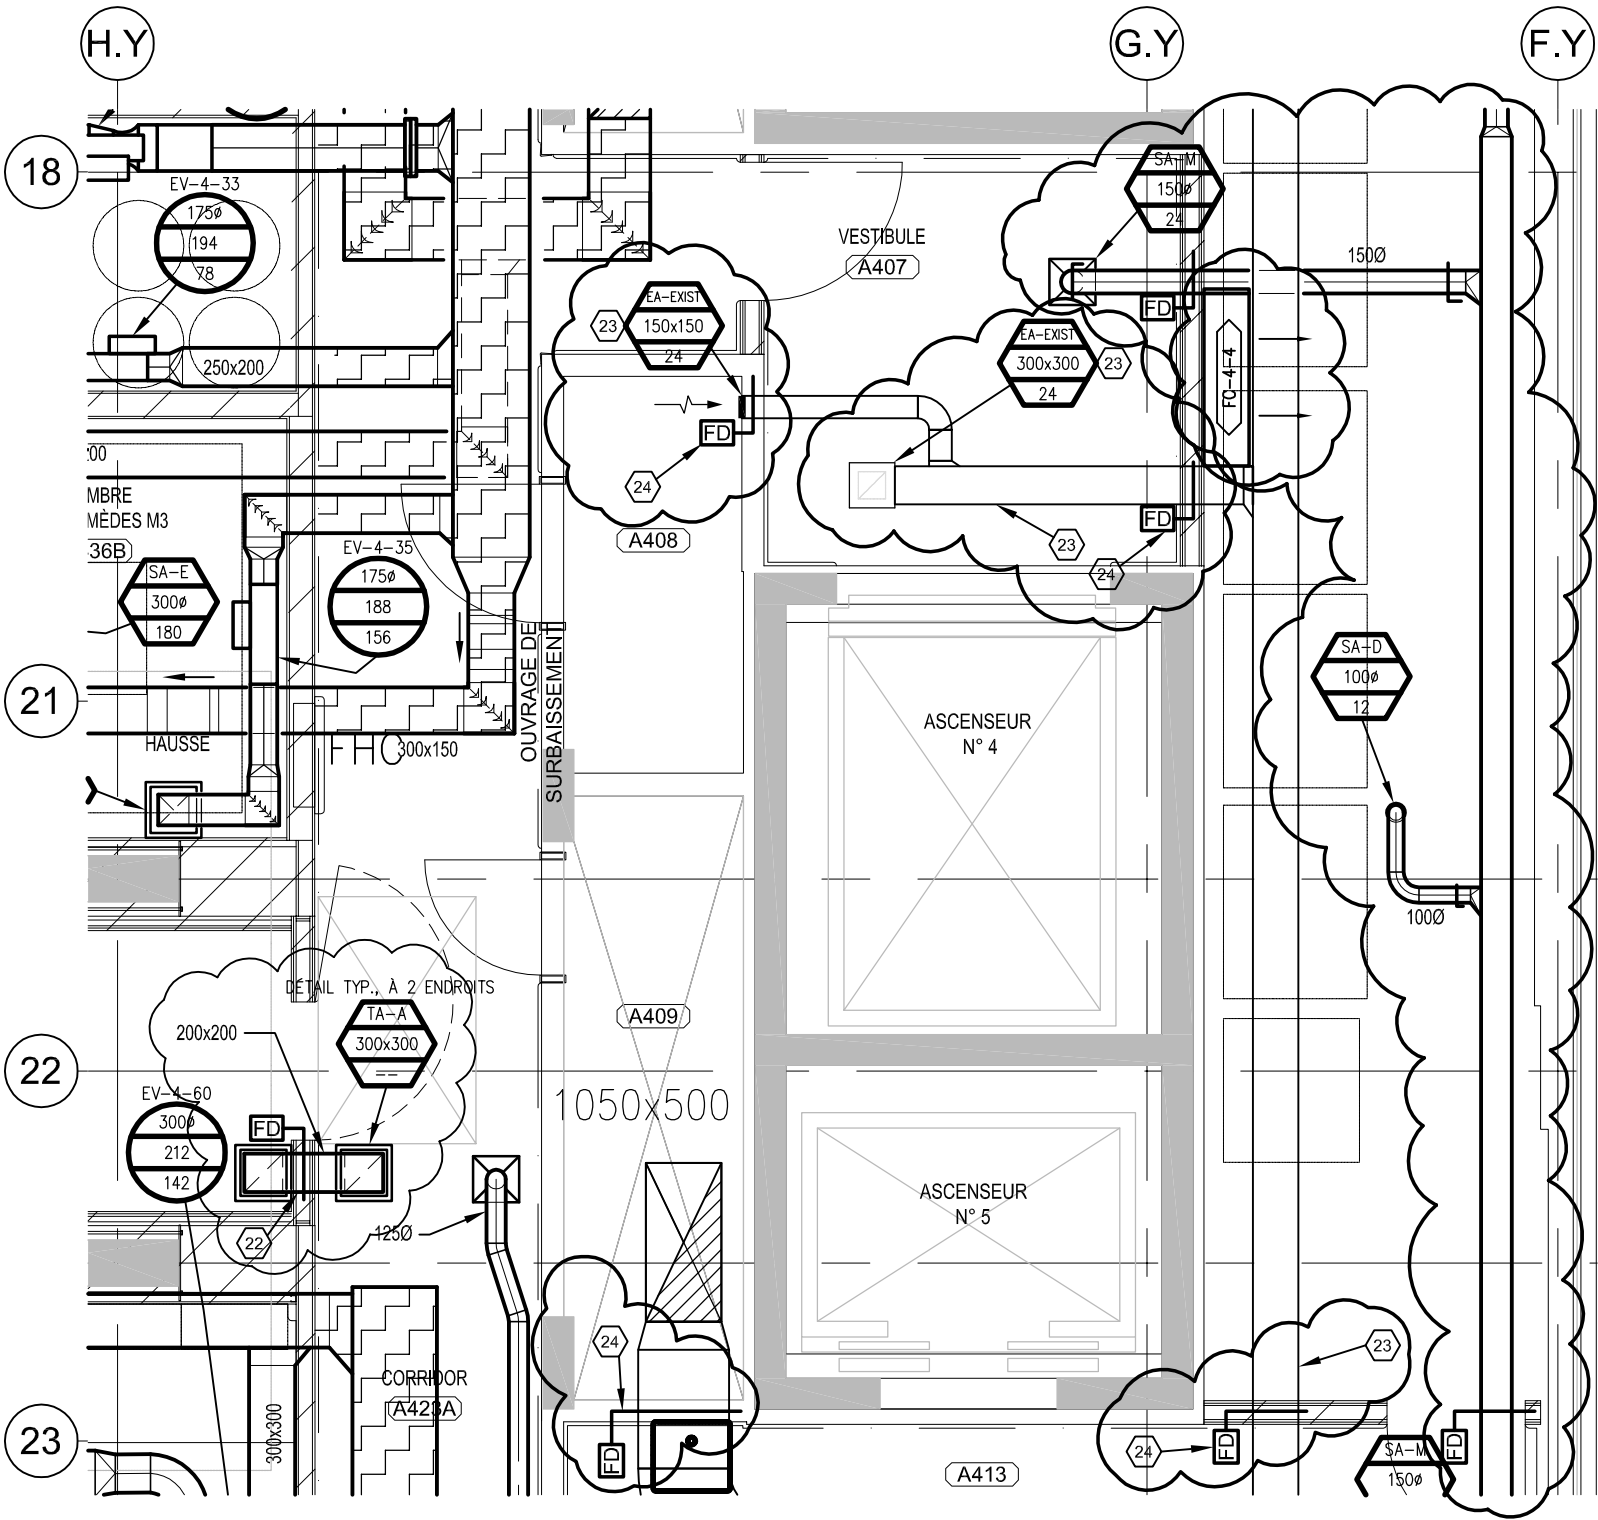 H.Y
G.Y
F.Y
18
SA-M
150ø
24
EV-4-33
175ø
194
78
VESTIBULE
A407
150Ø
EA-EXIST
150x150
24
23
FD
EA-EXIST
300x300
24
23
FC-4-4
250x200
FD
24
MBRE
MÈDES M3
36B
A408
FD
23
24
EV-4-35
175ø
188
156
SA-E
300ø
180
OUVRAGE DE
SURBAISSEMENT
SA-D
100ø
12
21
HAUSSE
FHC
300x150
ASCENSEUR
N° 4
100Ø
DÉTAIL TYP., À 2 ENDROITS
TA-A
300x300
--
200x200
A409
22
EV-4-60
300ø
212
142
FD
1050x500
ASCENSEUR
N° 5
22
125Ø
24
23
CORRIDOR
A423A
300x300
23
FD
24
FD
FD
SA-M
150ø
A413